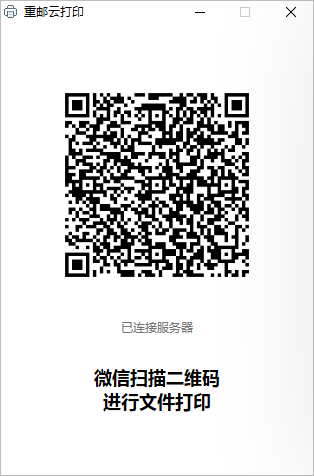 重邮云打印
已连接服务器
微信扫描二维码
进行文件打印